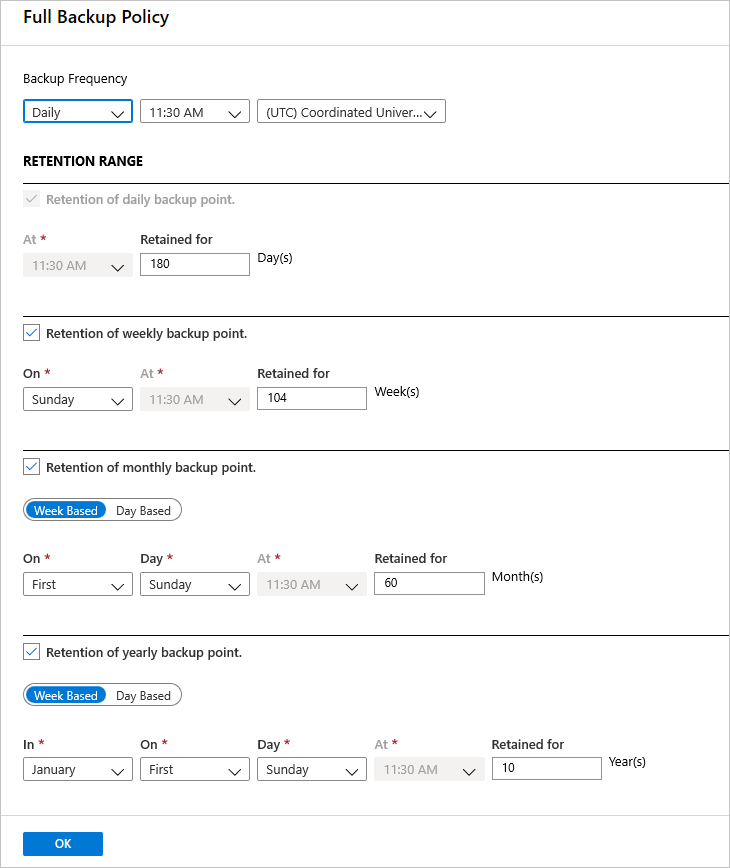 Full Backup Policy
Backup Frequency
Daily 11:30 AM (UTC) Coordinated Univer...
RETENTION RANGE
Retention of daily backup point.
At * Retained for
11:30 AM 180 Day(s)
Retention of weekly backup point.
On * At * Retained for
Sunday 11:30 AM 104 Week(s)
Retention of monthly backup point.
Week Based Day Based
On * Day * At * Retained for
First Sunday 11:30 AM 60 Month(s)
Retention of yearly backup point.
Week Based Day Based
In * On * Day * At * Retained for
January First Sunday 11:30 AM 10 Year(s)
OK